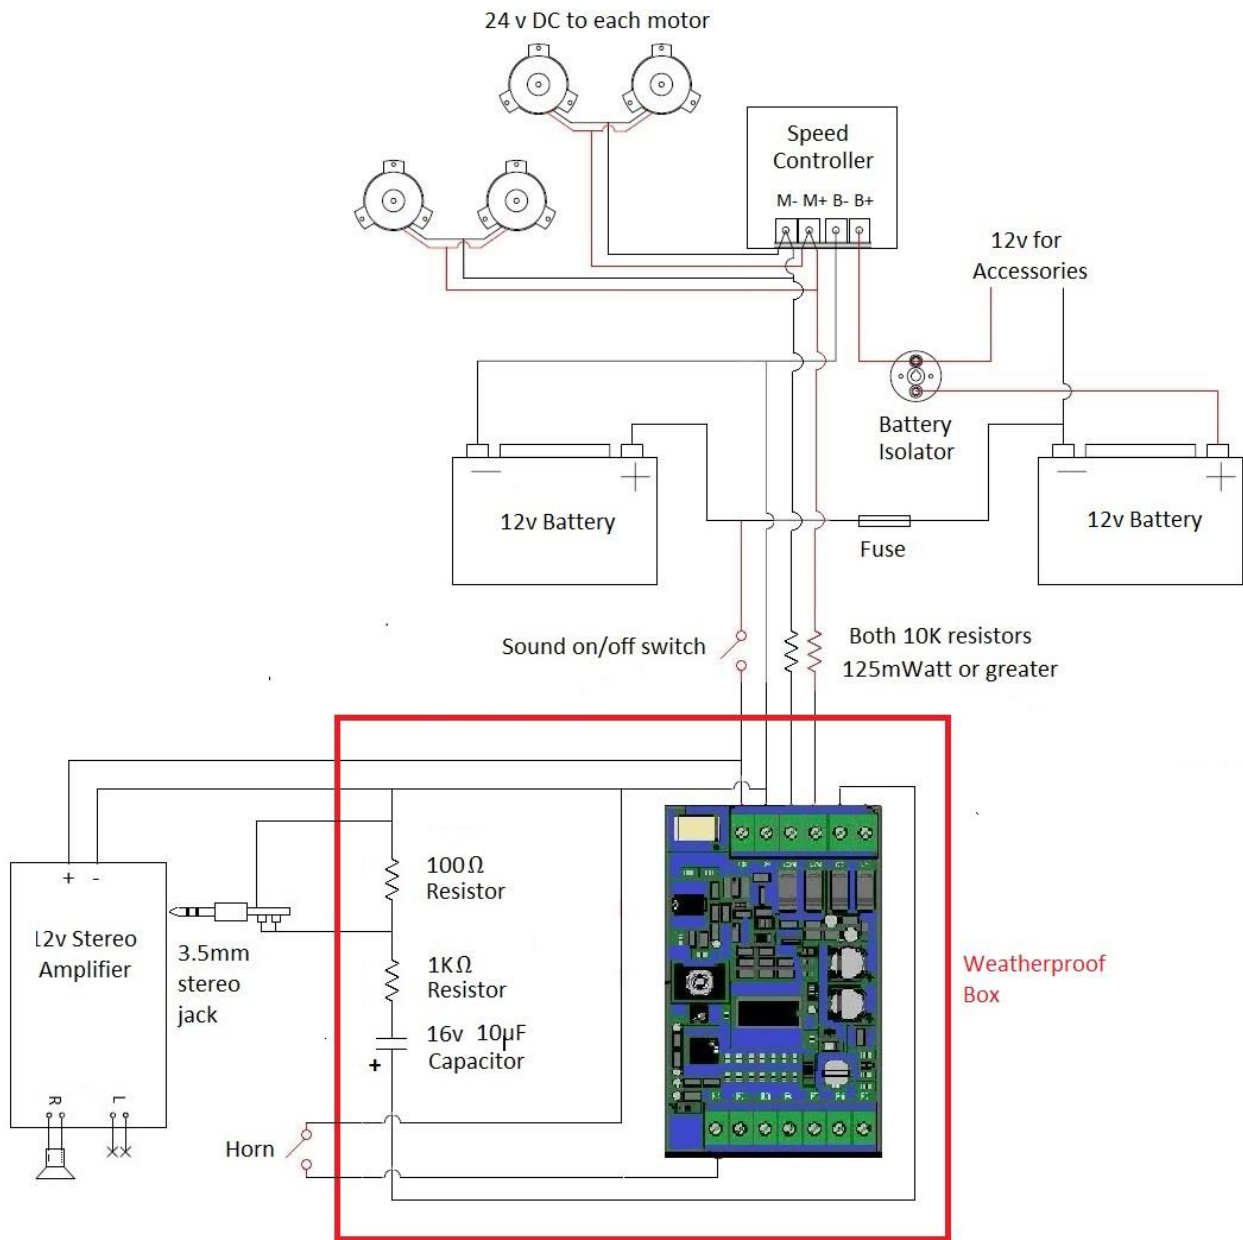 24 v DC to each motor
Speed
Controller
M- M+ B- B+
12v for
Accessories
Battery
Isolator
12v Battery
12v Battery
Fuse
Sound on/off switch
Both 10K resistors
125mWatt or greater
+ -
100Ω
Resistor
12v Stereo
Amplifier
3.5mm
stereo
jack
1KΩ
Resistor
16v 10µF
Capacitor
+
Weatherproof
Box
R L
Horn